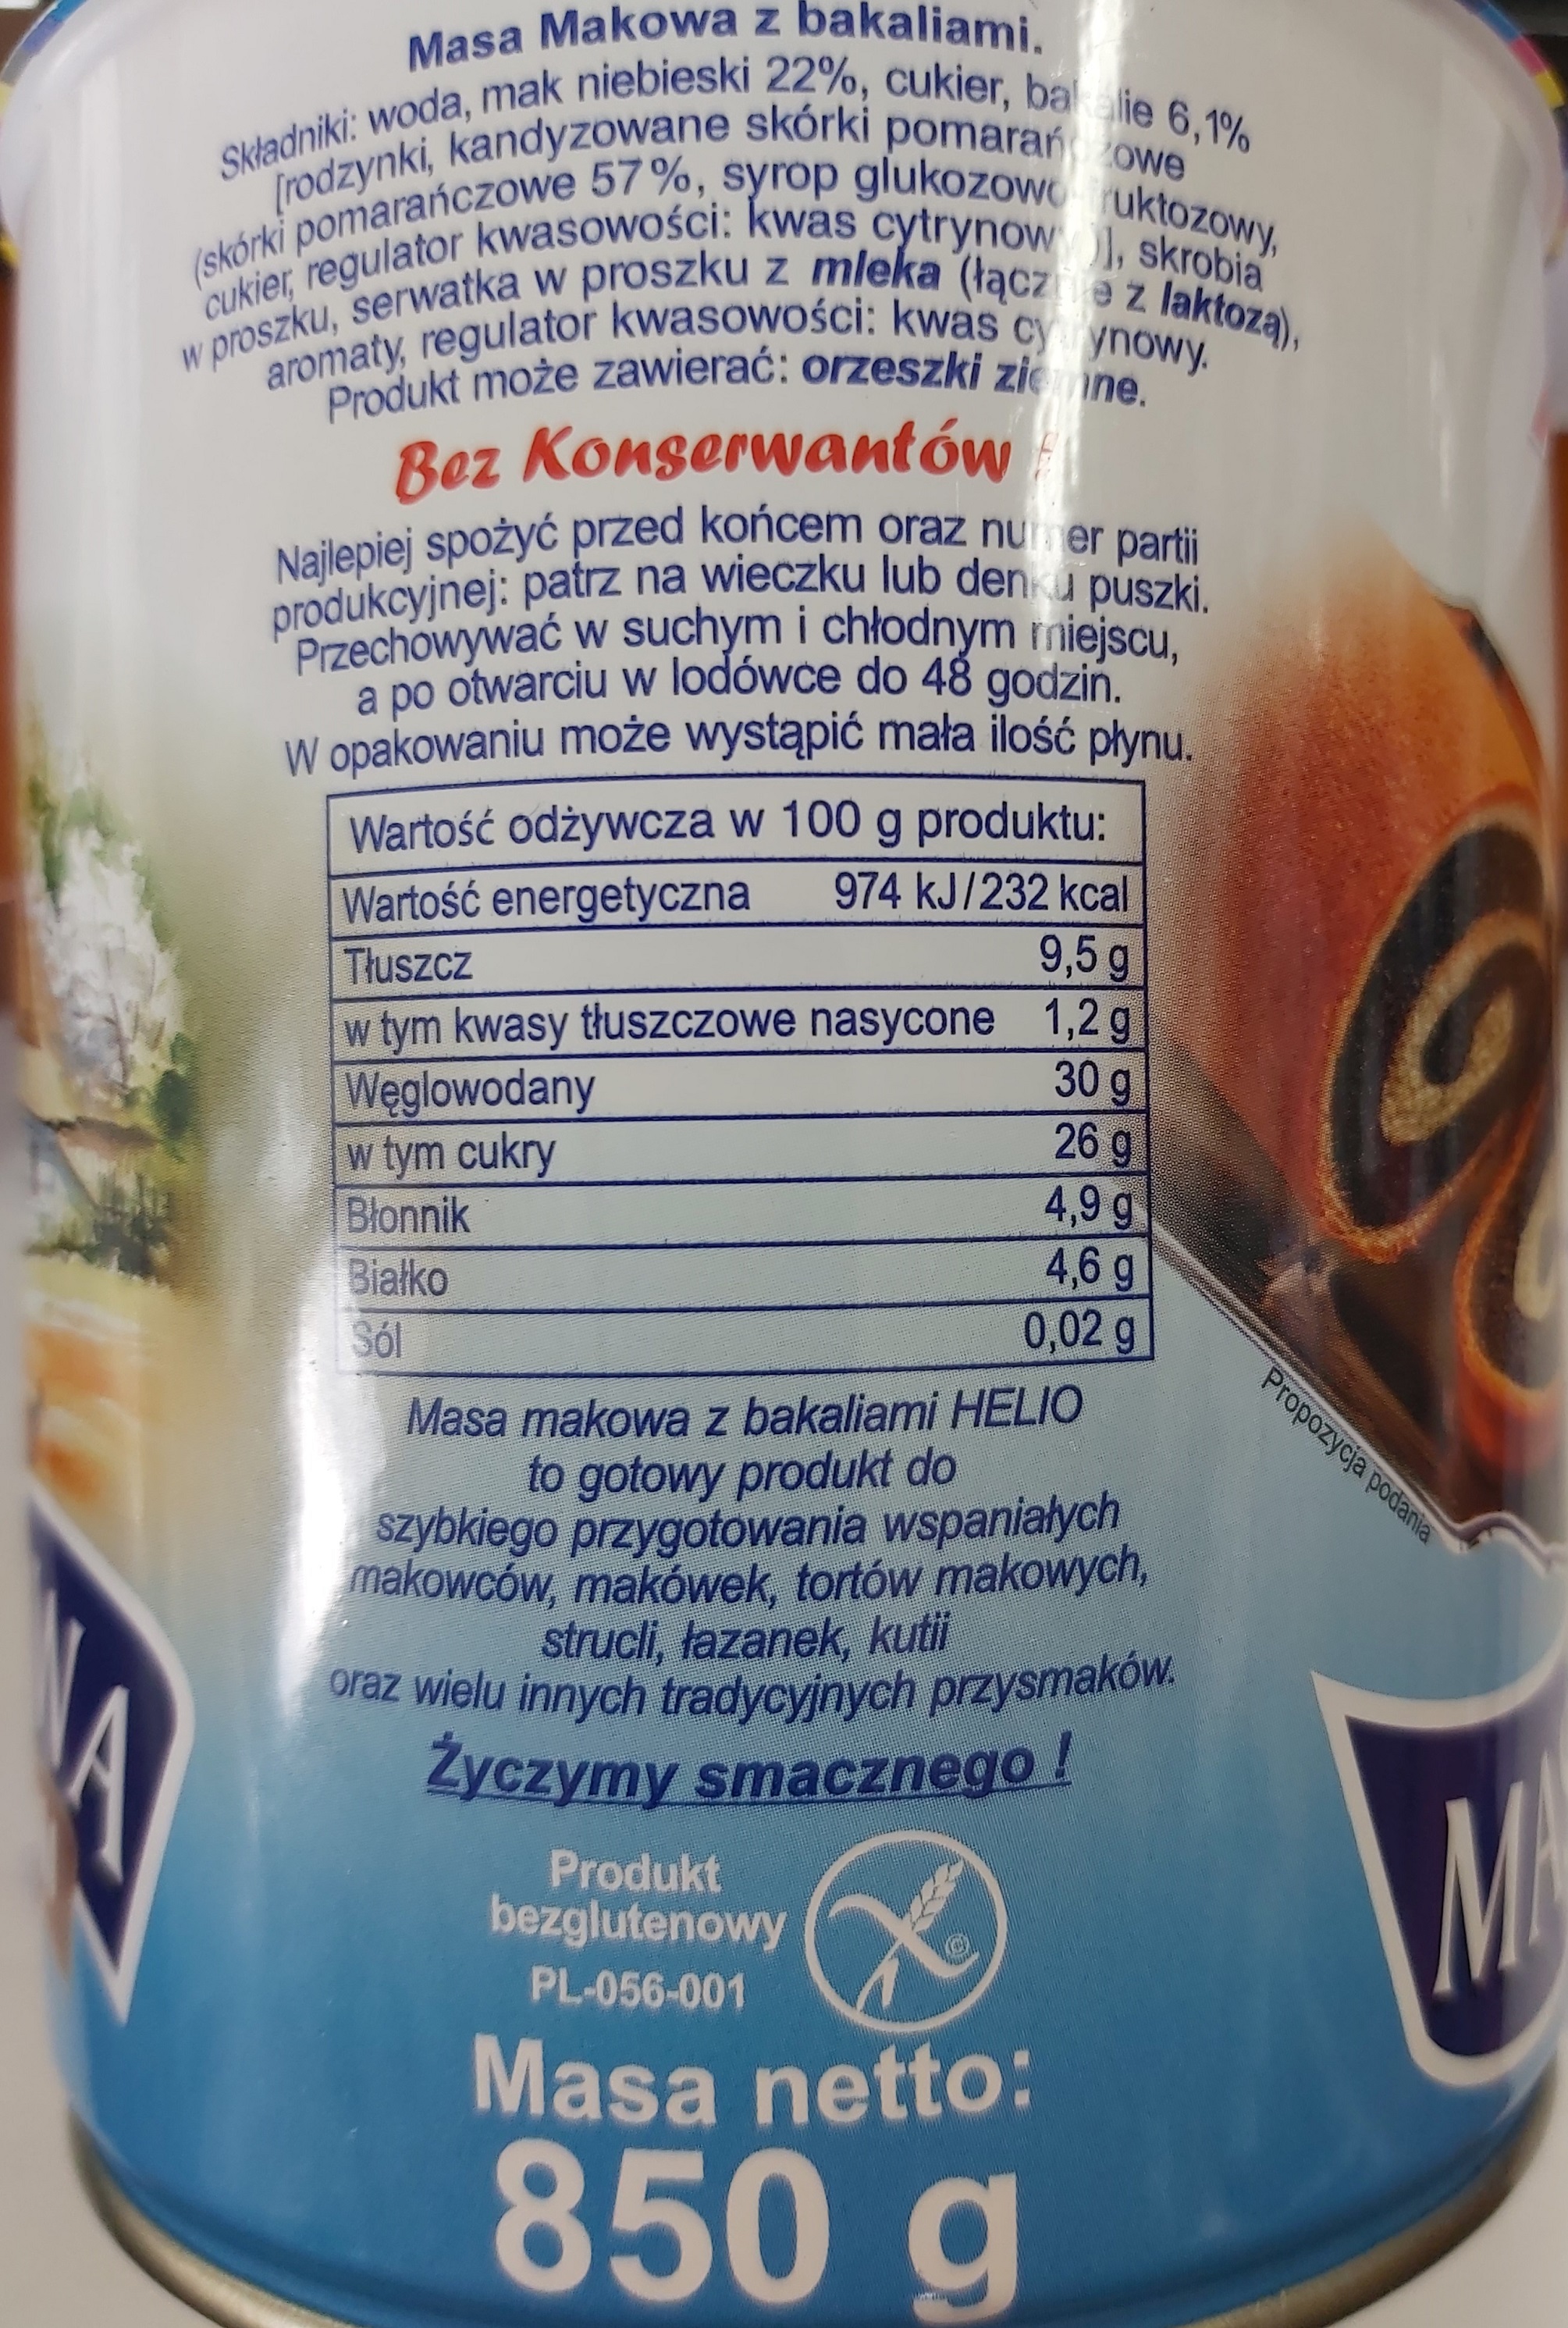 Masa Makowa z bakaliami.
Składniki: woda, mak niebieski 22%, cukier, bakalie 6,1%
[rodzynki, kandyzowane skórki pomarańczowe
(skórki pomarańczowe 57%, syrop glukozowo-fruktozowy,
cukier, regulator kwasowości: kwas cytrynowy)], skrobia
w proszku, serwatka w proszku z mleka (łącznie z laktozą),
aromaty, regulator kwasowości: kwas cytrynowy.
Produkt może zawierać: orzeszki ziemne.
Bez Konserwantów !
Najlepiej spożyć przed końcem oraz numer partii
produkcyjnej: patrz na wieczku lub denku puszki.
Przechowywać w suchym i chłodnym miejscu,
a po otwarciu w lodówce do 48 godzin.
W opakowaniu może wystąpić mała ilość płynu.
Wartość odżywcza w 100 g produktu:
Wartość energetyczna 974 kJ/232 kcal
Tłuszcz 9,5 g
w tym kwasy tłuszczowe nasycone 1,2 g
Węglowodany 30 g
w tym cukry 26 g
Błonnik 4,9 g
Białko 4,6 g
Sól 0,02 g
Masa makowa z bakaliami HELIO
to gotowy produkt do
szybkiego przygotowania wspaniałych
makowców, makówek, tortów makowych,
strucli, łazanek, kutii
oraz wielu innych tradycyjnych przysmaków.
Życzymy smacznego !
Propozycja podania
Produkt
bezglutenowy
PL-056-001
Masa netto:
850 g